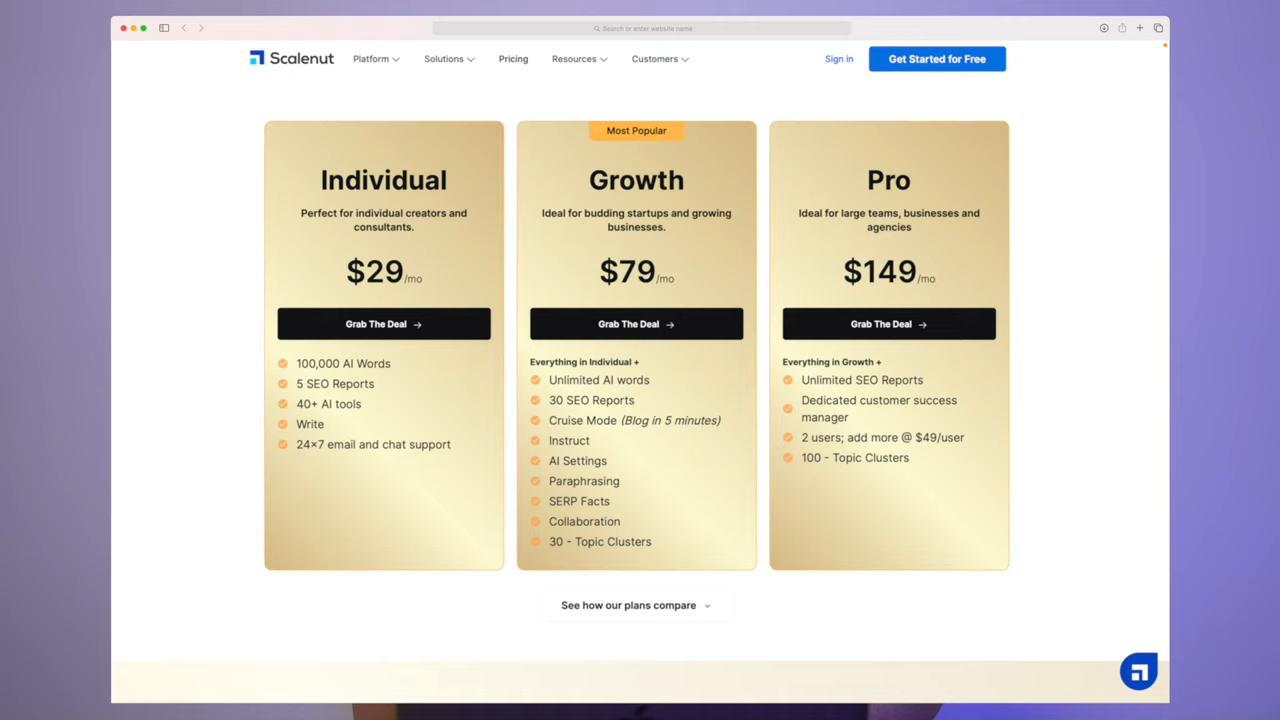 Search or enter website name
Scalenut
Platform
Solutions
Pricing
Resources
Customers
Sign in
Get Started for Free
Individual
Perfect for individual creators and
consultants.
$29/mo
Grab The Deal →
100,000 AI Words
5 SEO Reports
40+ AI tools
Write
24×7 email and chat support
Most Popular
Growth
Ideal for budding startups and growing
businesses.
$79/mo
Grab The Deal →
Everything in Individual +
Unlimited AI words
30 SEO Reports
Cruise Mode (Blog in 5 minutes)
Instruct
AI Settings
Paraphrasing
SERP Facts
Collaboration
30 - Topic Clusters
Pro
Ideal for large teams, businesses and
agencies
$149/mo
Grab The Deal →
Everything in Growth +
Unlimited SEO Reports
Dedicated customer success
manager
2 users; add more @ $49/user
100 - Topic Clusters
See how our plans compare